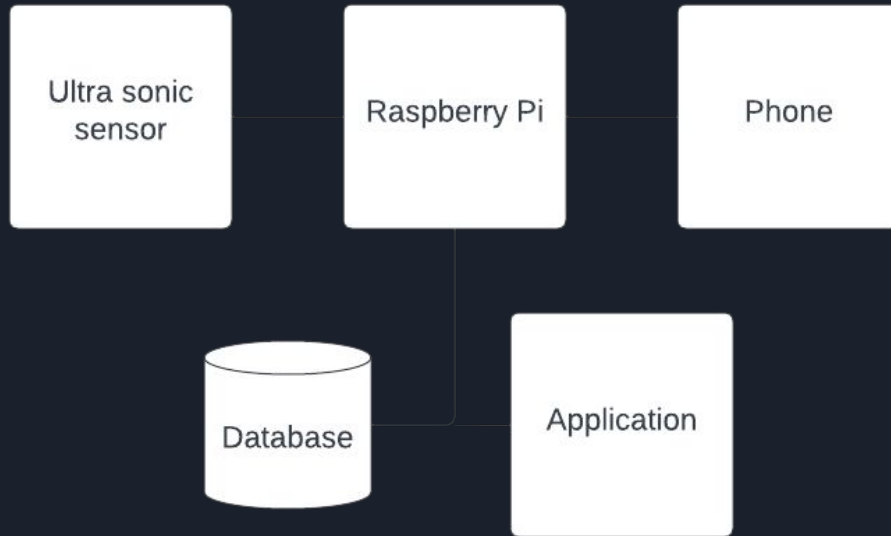 Ultra sonic
sensor
Raspberry Pi
Phone
Database
Application